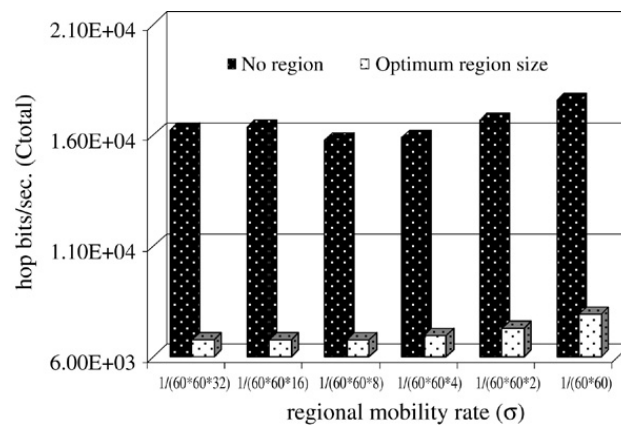 2.10E+04
No region Optimum region size
1.60E+04
hop bits/sec. (Ctotal)
1.10E+04
6.00E+03
1/(60*60*32) 1/(60*60*16) 1/(60*60*8) 1/(60*60*4) 1/(60*60*2) 1/(60*60)
regional mobility rate (σ)